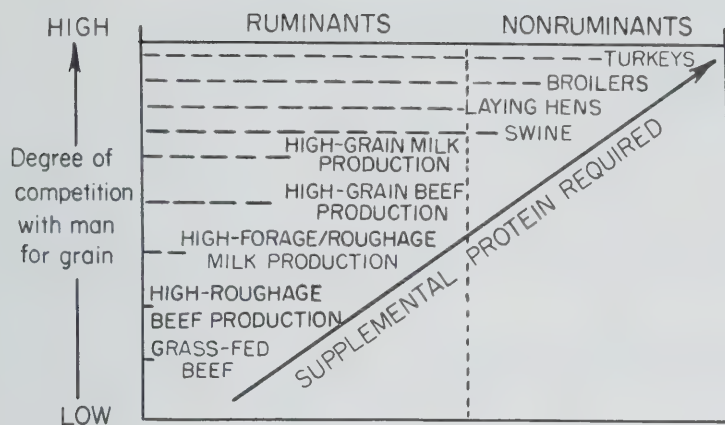 RUMINANTS
NONRUMINANTS
HIGH
TURKEYS
BROILERS
LAYING HENS
SWINE
HIGH-GRAIN MILK
PRODUCTION
HIGH-GRAIN BEEF
PRODUCTION
HIGH-FORAGE/ROUGHAGE
MILK PRODUCTION
HIGH-ROUGHAGE
BEEF PRODUCTION
GRASS-FED
BEEF
Degree of
competition
with man
for grain
LOW
SUPPLEMENTAL PROTEIN REQUIRED